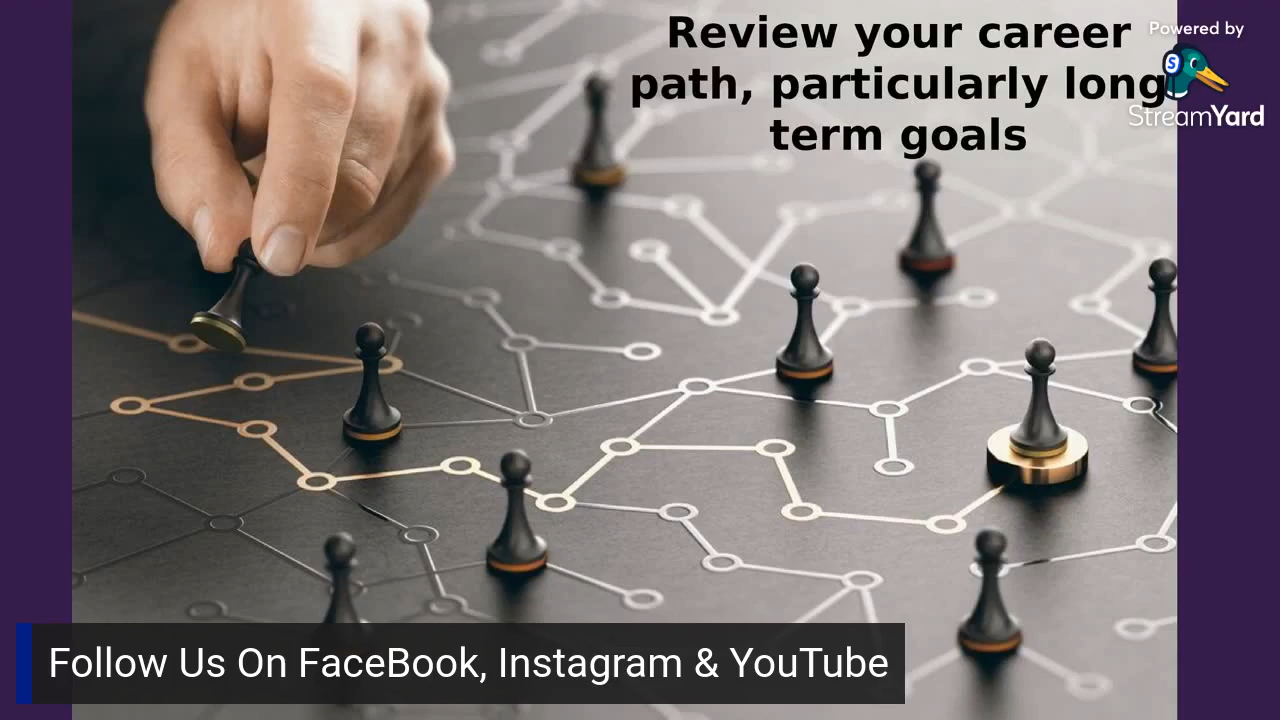 Review your career
path, particularly long
term goals
Powered by
StreamYard
Follow Us On FaceBook, Instagram & YouTube